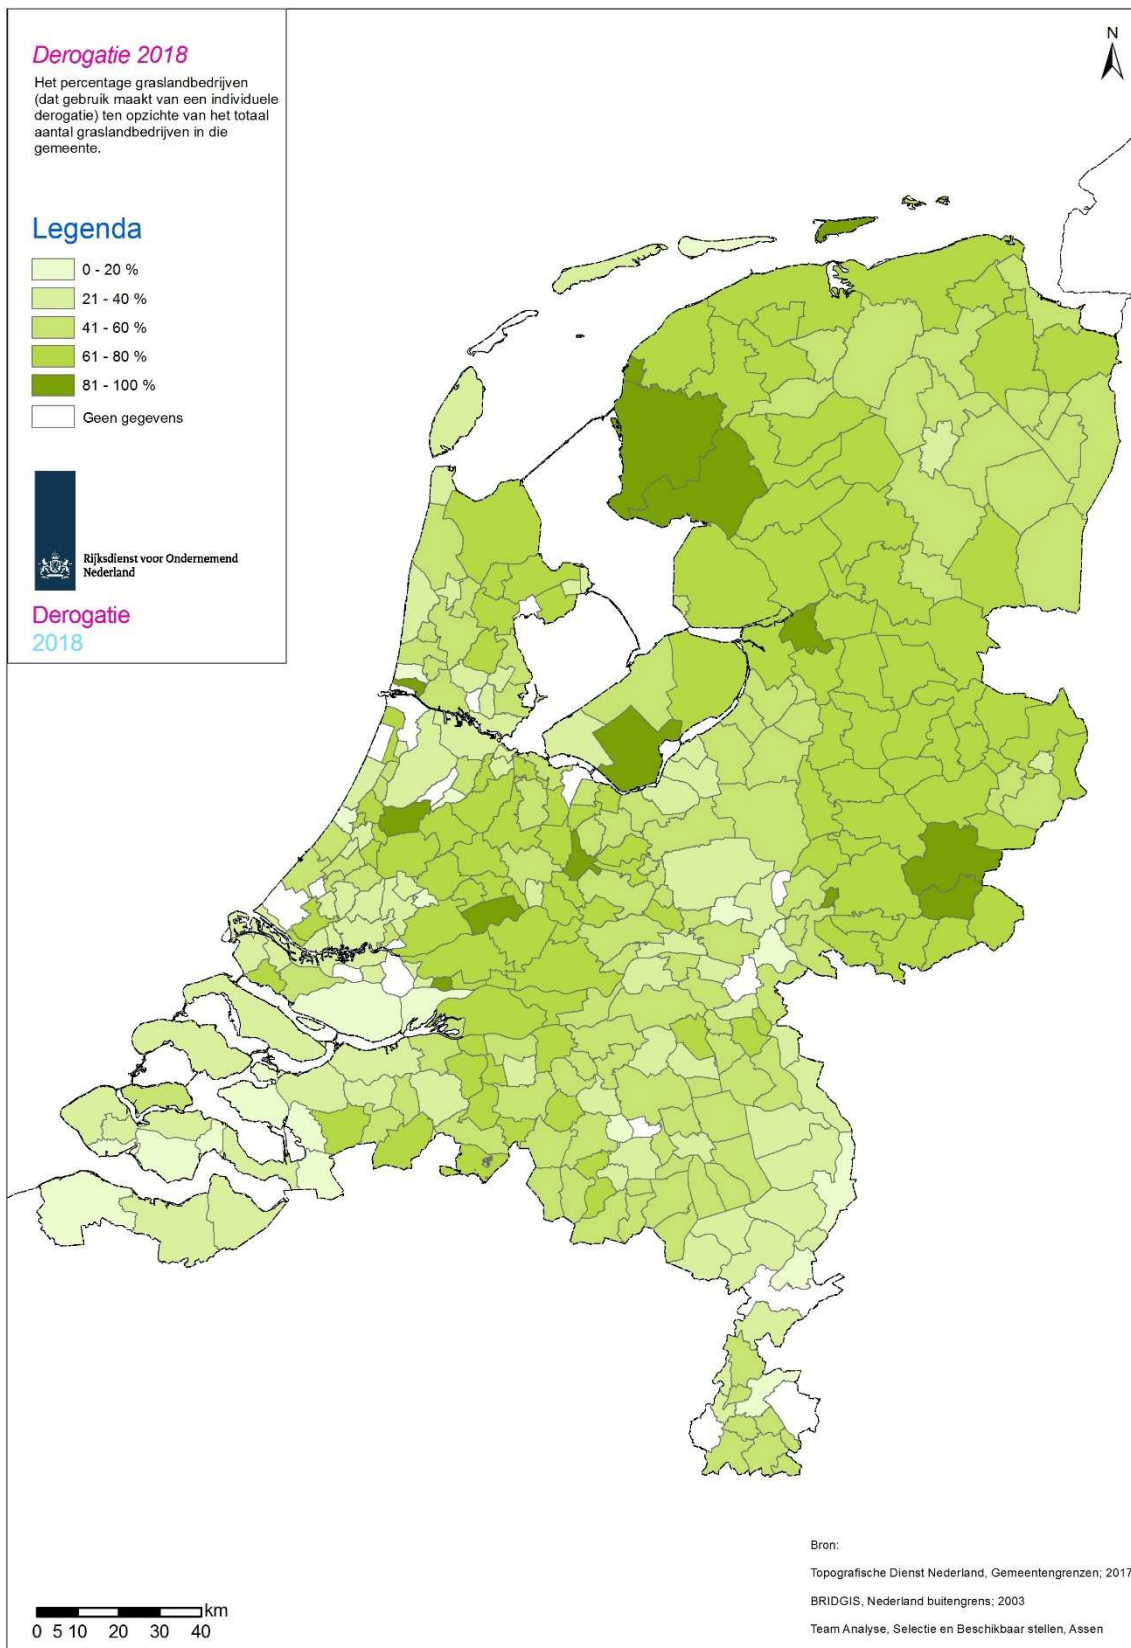 Derogatie 2018
Het percentage graslandbedrijven
(dat gebruik maakt van een individuele
derogatie) ten opzichte van het totaal
aantal graslandbedrijven in die
gemeente.
Legenda
0 - 20 %
21 - 40 %
41 - 60 %
61 - 80 %
81 - 100 %
Geen gegevens
Rijksdienst voor Ondernemend
Nederland
Derogatie
2018
N
km
0 5 10 20 30 40
Bron:
Topografische Dienst Nederland, Gemeentengrenzen; 2017
BRIDGIS, Nederland buitengrens; 2003
Team Analyse, Selectie en Beschikbaar stellen, Assen